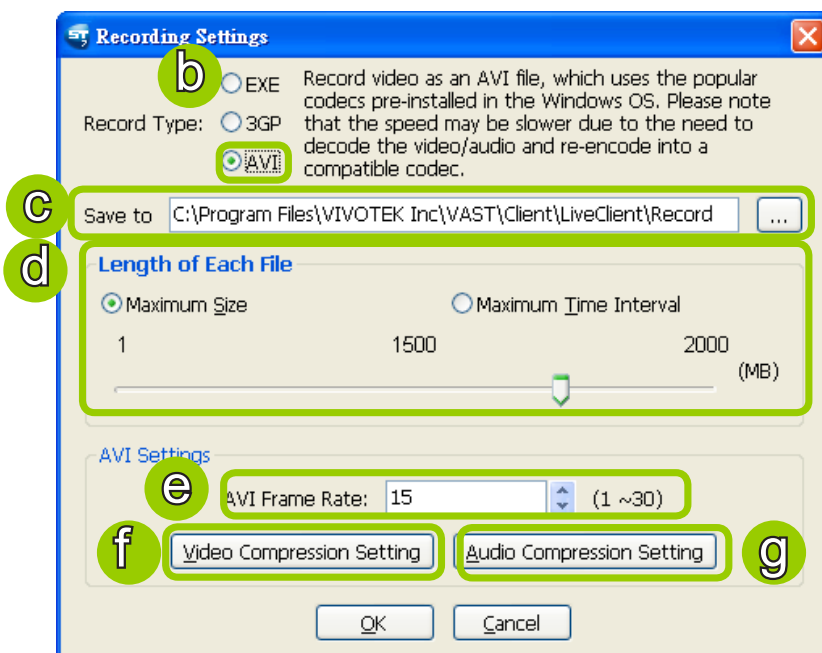 Recording Settings
b
EXE
Record Type:
3GP
AVI
Record video as an AVI file, which uses the popular
codecs pre-installed in the Windows OS. Please note
that the speed may be slower due to the need to
decode the video/audio and re-encode into a
compatible codec.
c
Save to
C:\Program Files\VIVOTEK Inc\VAST\Client\LiveClient\Record
...
d
Length of Each File
Maximum Size
Maximum Time Interval
1 1500 2000
(MB)
AVI Settings
e
AVI Frame Rate: 15 (1 ~30)
f
Video Compression Setting
Audio Compression Setting
g
OK
Cancel